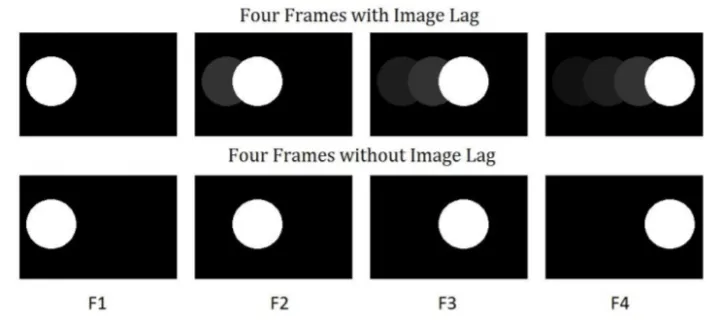 Four Frames with Image Lag
Four Frames without Image Lag
F1 F2 F3 F4